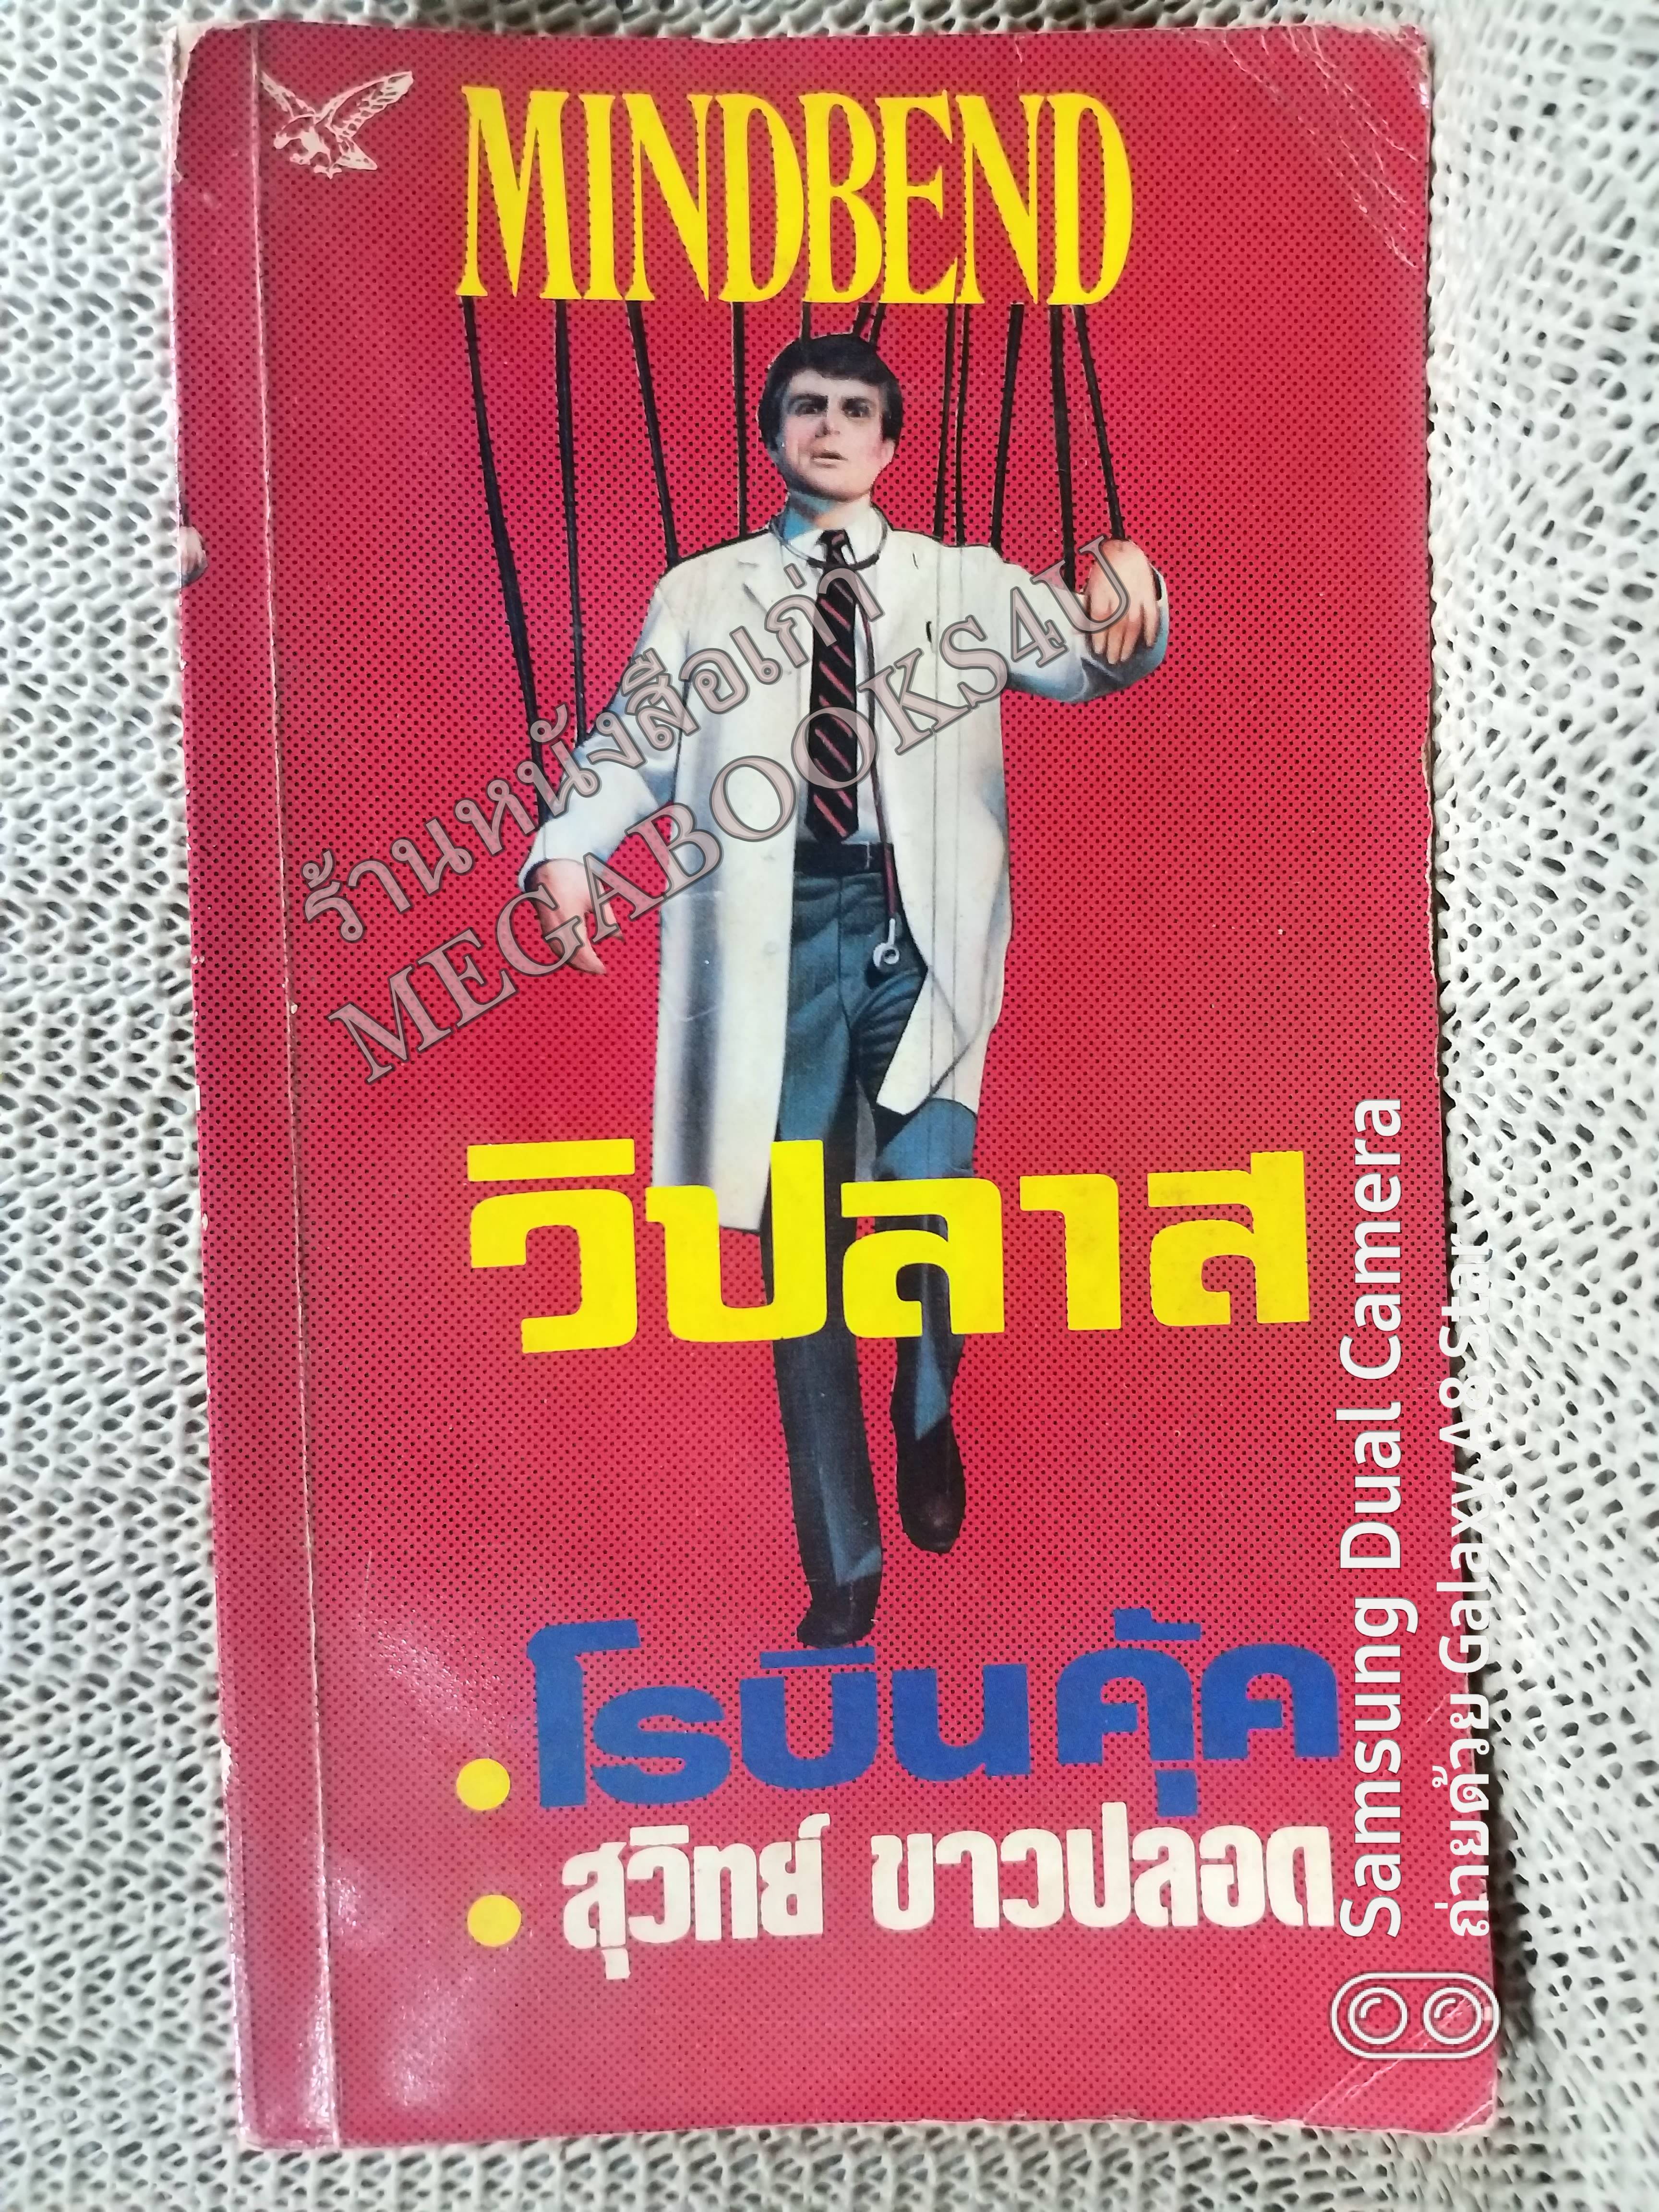 MINDBEND
ร้านหนังสือเก่า
MEGABOOKS4U
วิปลาส
โรบินคุ้ค
สุวิทย์ ขาวปลอด
Samsung Dual Camera
ถ่ายด้วย Galaxy A8 Star